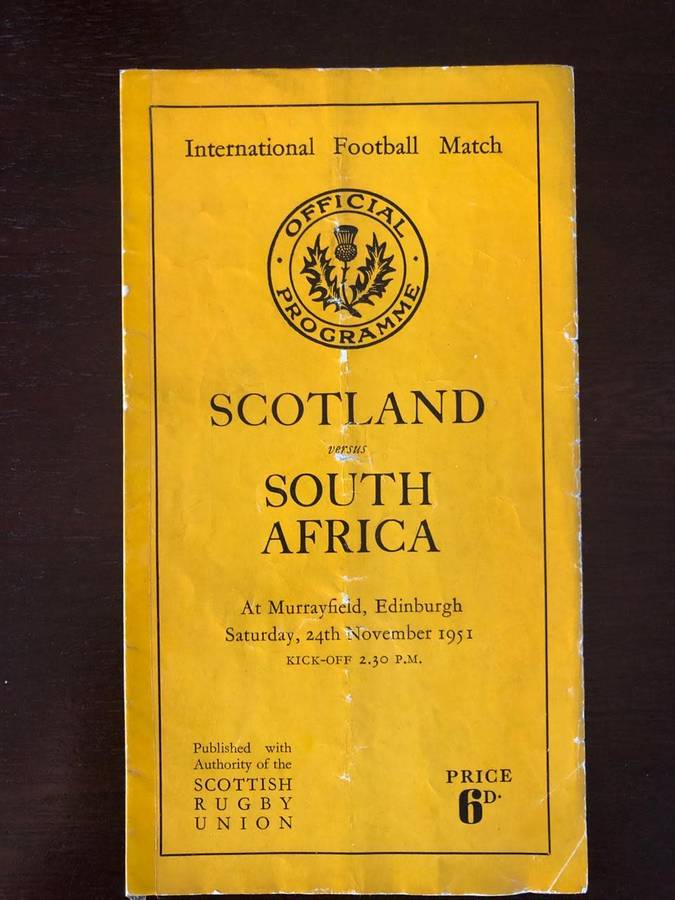 International Football Match
OFFICIAL
PROGRAMME
SCOTLAND
versus
SOUTH
AFRICA
At Murrayfield, Edinburgh
Saturday, 24th November 1951
KICK-OFF 2.30 P.M.
Published with
Authority of the
SCOTTISH
RUGBY
UNION
PRICE
6D.